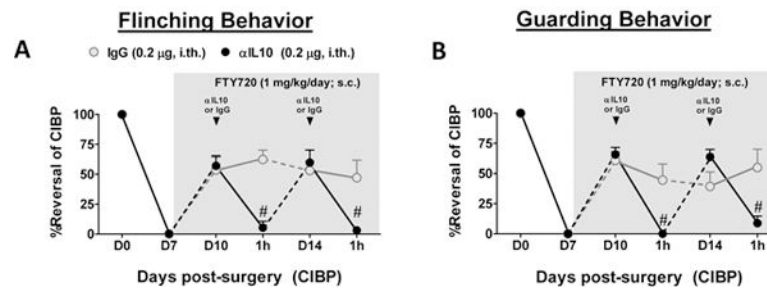 Flinching Behavior
Guarding Behavior
A
IgG (0.2 µg, i.th.) αIL10 (0.2 µg, i.th.)
FTY720 (1 mg/kg/day; s.c.)
αIL10
or IgG
αIL10
or IgG
%Reversal of CIBP
100
75
50
25
0
#
#
D0 D7 D10 1h D14 1h
Days post-surgery (CIBP)
B
FTY720 (1 mg/kg/day; s.c.)
αIL10
or IgG
αIL10
or IgG
%Reversal of CIBP
100
75
50
25
0
#
#
D0 D7 D10 1h D14 1h
Days post-surgery (CIBP)